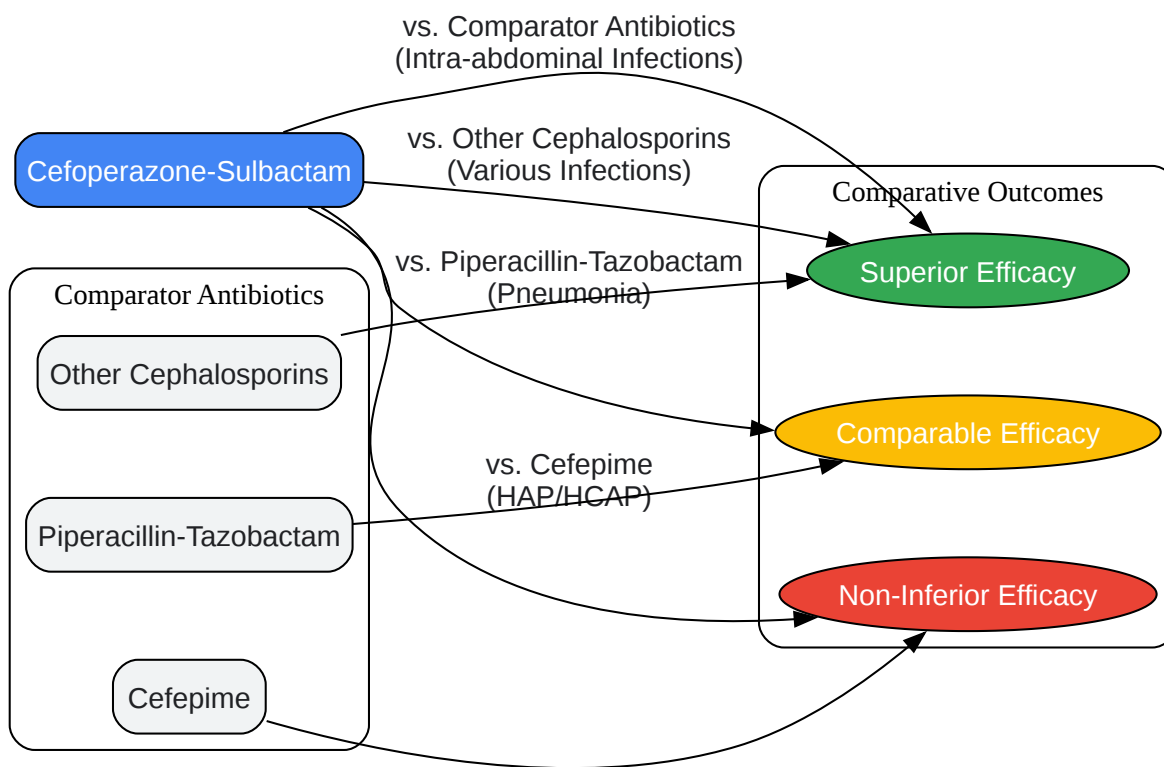 vs. Comparator Antibiotics
(Intra-abdominal Infections)
Cefoperazone-Sulbactam
vs. Other Cephalosporins
(Various Infections)
Comparative Outcomes
Superior Efficacy
vs. Piperacillin-Tazobactam
(Pneumonia)
Comparator Antibiotics
Other Cephalosporins
Comparable Efficacy
vs. Cefepime
(HAP/HCAP)
Piperacillin-Tazobactam
Non-Inferior Efficacy
Cefepime